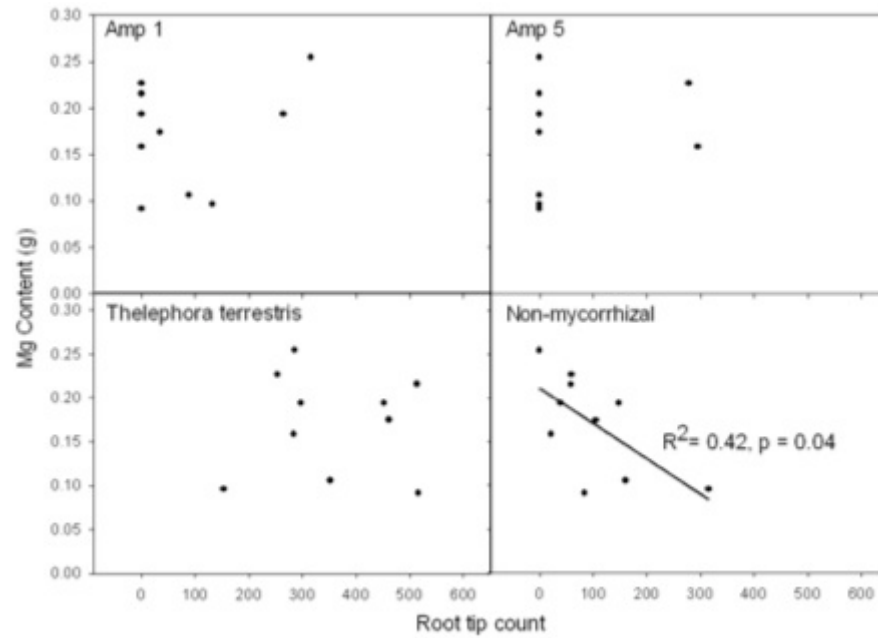 Amp 1
Amp 5
0.30
0.25
0.20
0.15
0.10
0.05
0.00
Mg Content (g)
Thelephora terrestris
Non-mycorrhizal
0.30
0.25
0.20
0.15
0.10
0.05
0.00
R2= 0.42, p = 0.04
0 100 200 300 400 500 600
0 100 200 300 400 500 600
Root tip count